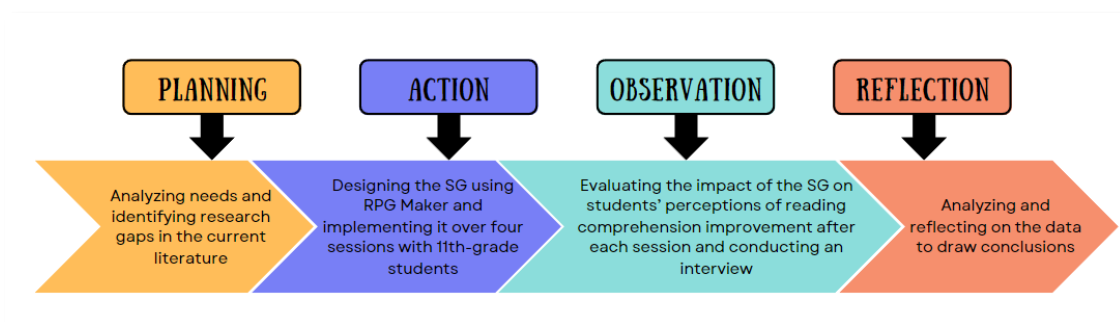 PLANNING
ACTION
OBSERVATION
REFLECTION
Analyzing needs and
identifying research
gaps in the current
literature
Designing the SG using
RPG Maker and
implementing it over four
sessions with 11th-grade
students
Evaluating the impact of the SG on
students’ perceptions of reading
comprehension improvement after
each session and conducting an
interview
Analyzing and
reflecting on the data
to draw conclusions